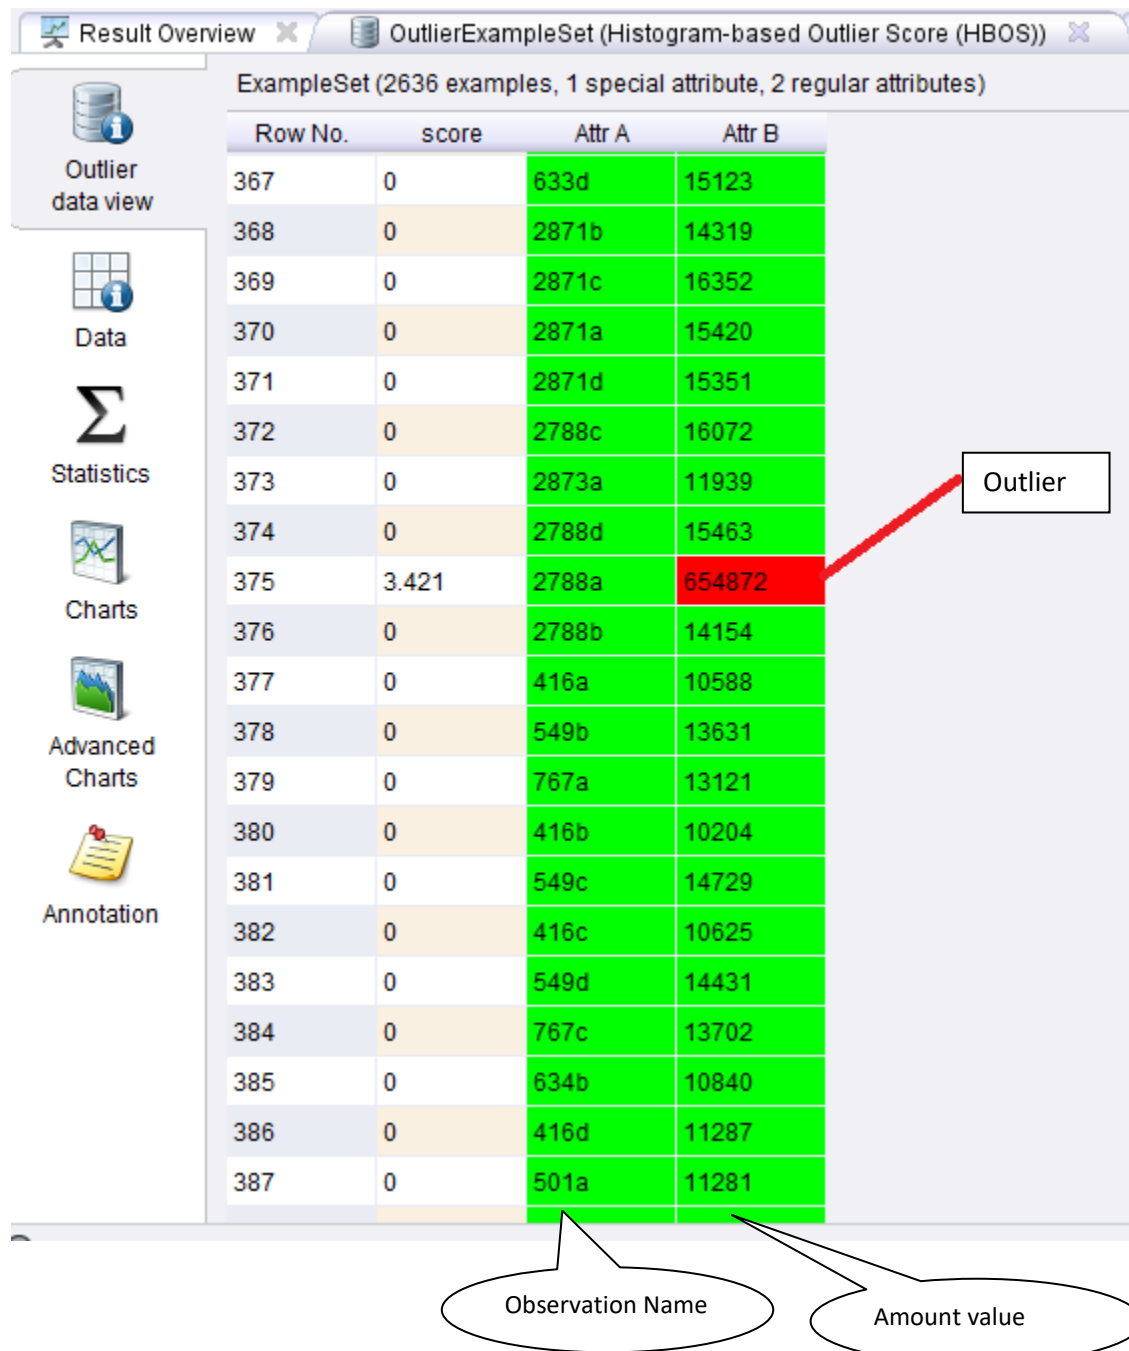 Result Overview
OutlierExampleSet (Histogram-based Outlier Score (HBOS))
ExampleSet (2636 examples, 1 special attribute, 2 regular attributes)
Outlier
data view
Data
Statistics
Charts
Advanced
Charts
Annotation
Row No. score Attr A Attr B
367 0 633d 15123
368 0 2871b 14319
369 0 2871c 16352
370 0 2871a 15420
371 0 2871d 15351
372 0 2788c 16072
373 0 2873a 11939
374 0 2788d 15463
375 3.421 2788a 654872
376 0 2788b 14154
377 0 416a 10588
378 0 549b 13631
379 0 767a 13121
380 0 416b 10204
381 0 549c 14729
382 0 416c 10625
383 0 549d 14431
384 0 767c 13702
385 0 634b 10840
386 0 416d 11287
387 0 501a 11281
Outlier
Observation Name
Amount value